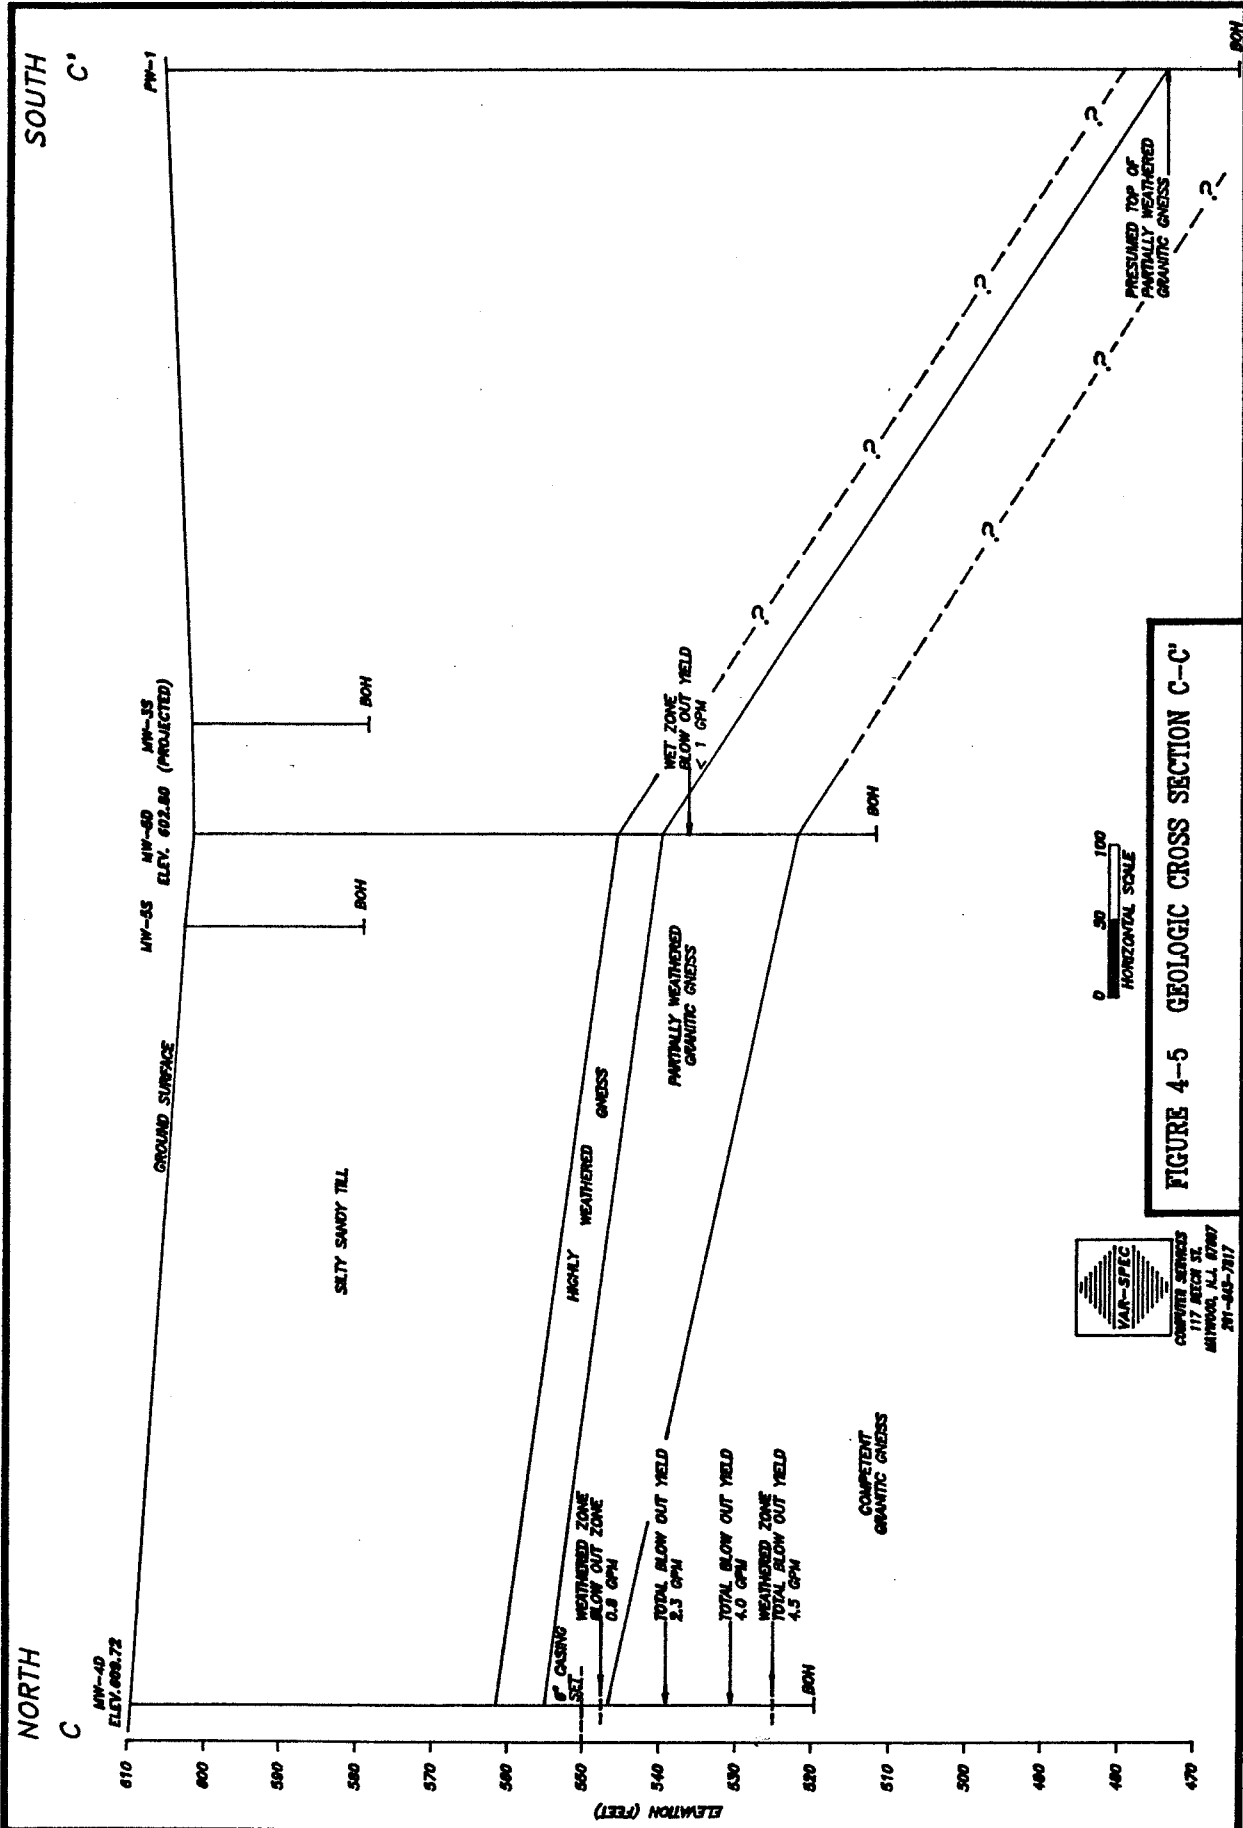 NORTH
SOUTH
C
C'
MW-4D
ELEV. 609.72
MW-5S
MW-5D
ELEV. 602.80
MW-3S
(PROJECTED)
PW-1
GROUND SURFACE
BOH
BOH
SILTY SANDY TILL
HIGHLY WEATHERED GNEISS
PARTIALLY WEATHERED
GRANITIC GNEISS
WET ZONE
BLOW OUT YIELD
< 1 GPM
BOH
6" CASING
SET
WEATHERED ZONE
BLOW OUT ZONE
0.8 GPM
TOTAL BLOW OUT YIELD
2.3 GPM
TOTAL BLOW OUT YIELD
4.0 GPM
WEATHERED ZONE
TOTAL BLOW OUT YIELD
4.5 GPM
BOH
COMPETENT
GRANITIC GNEISS
?
?
?
?
?
?
?
PRESUMED TOP OF
PARTIALLY WEATHERED
GRANITIC GNEISS
BOH
610
600
590
580
570
560
550
540
530
520
510
500
490
480
470
ELEVATION (FEET)
0 50 100
HORIZONTAL SCALE
VAR-SPEC
COMPUTER SERVICES
117 BEECH ST.
MAYWOOD, N.J. 07607
201-843-7817
FIGURE 4-5 GEOLOGIC CROSS SECTION C-C'